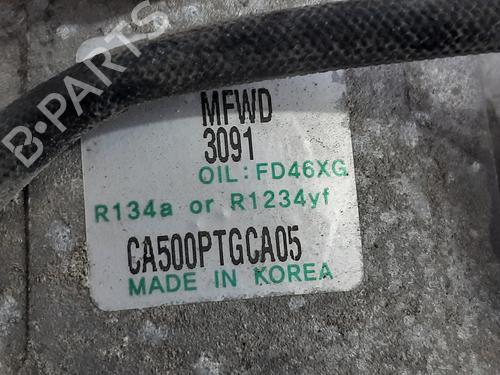 B-PARTS
MFWD
3091
OIL: FD46XG
R134a or R1234yf
CA500PTGCA05
MADE IN KOREA